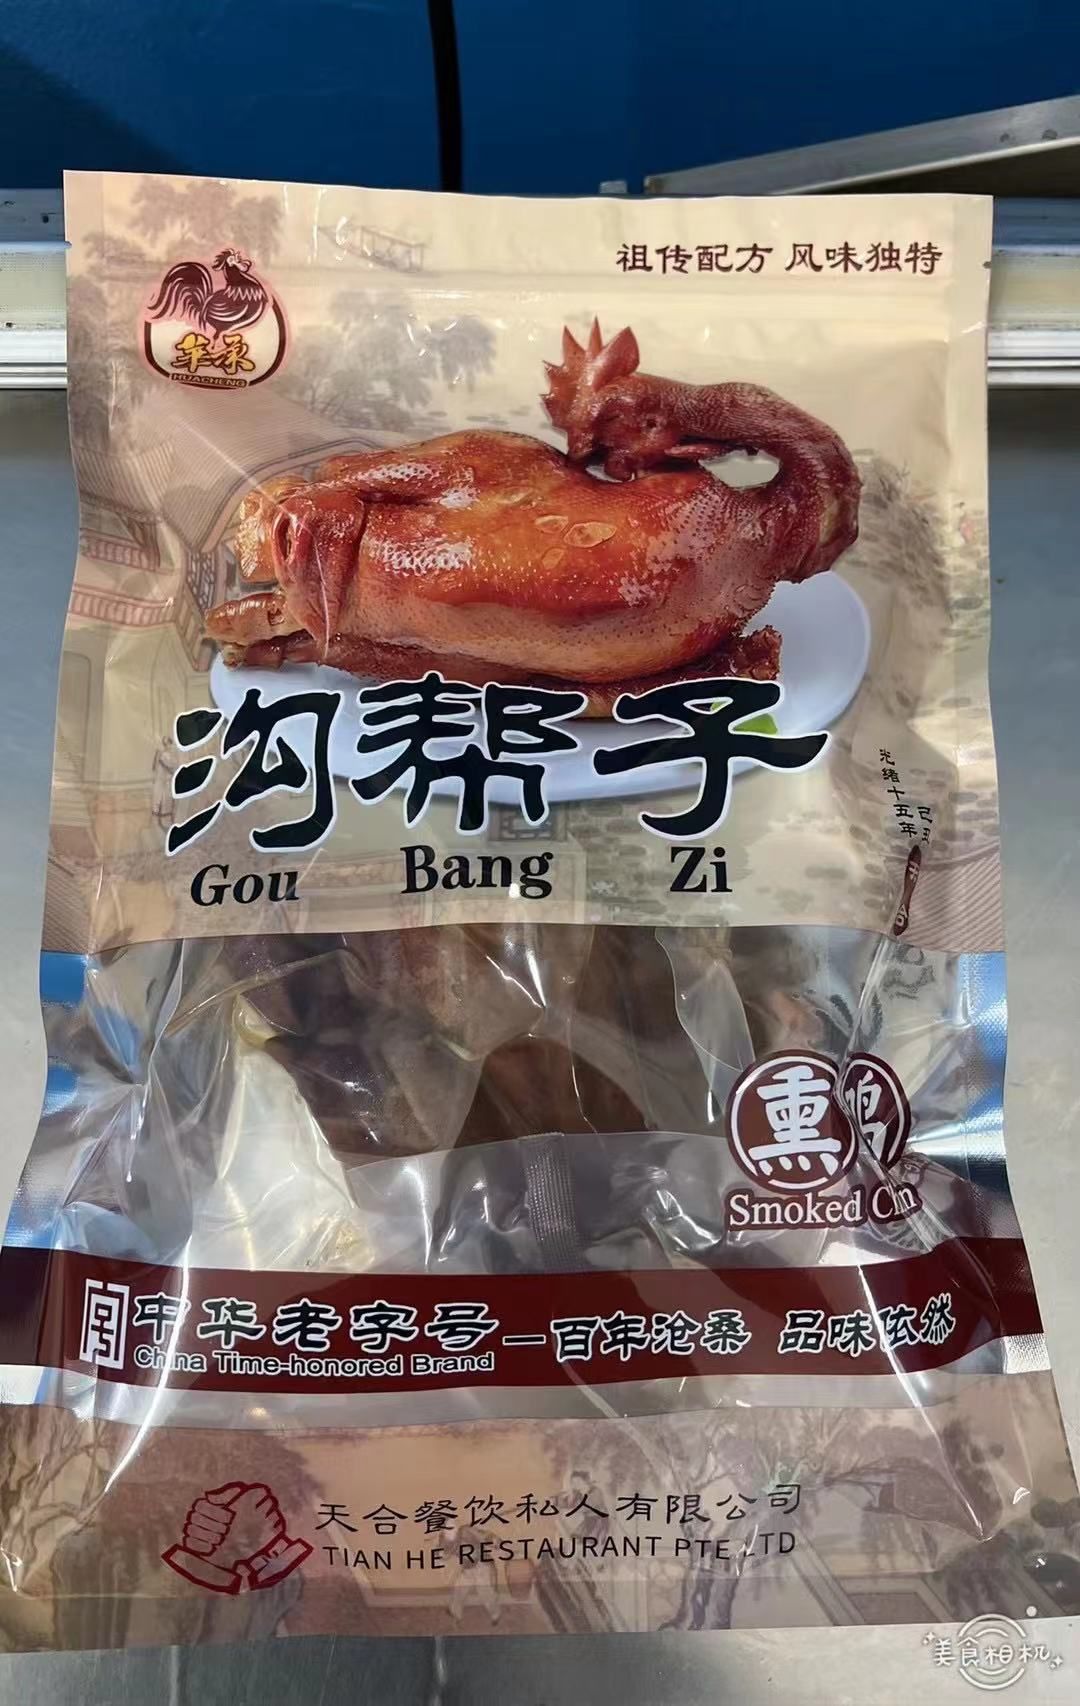 祖传配方 风味独特
华承
HUACHENG
沟帮子
Gou Bang Zi
光绪十五年
己丑
熏鸡
Smoked
中华老字号—百年沧桑 品味依然
China Time-honored Brand
天合餐饮私人有限公司
TIAN HE RESTAURANT PTE LTD
美食相机